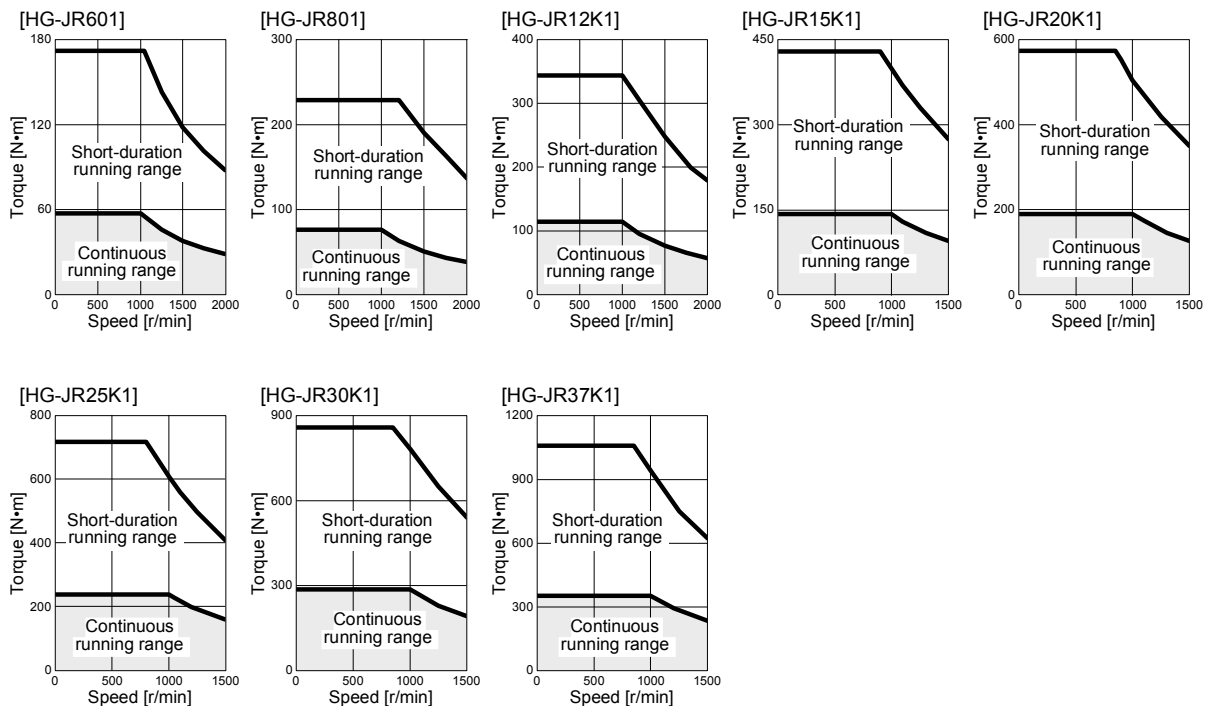 [HG-JR601]
180
120
60
0
Torque [N•m]
Short-duration
running range
Continuous
running range
0 500 1000 1500 2000
Speed [r/min]
[HG-JR801]
300
200
100
0
Torque [N•m]
Short-duration
running range
Continuous
running range
0 500 1000 1500 2000
Speed [r/min]
[HG-JR12K1]
400
300
200
100
0
Torque [N•m]
Short-duration
running range
Continuous
running range
0 500 1000 1500 2000
Speed [r/min]
[HG-JR15K1]
450
300
150
0
Torque [N•m]
Short-duration
running range
Continuous
running range
0 500 1000 1500
Speed [r/min]
[HG-JR20K1]
600
400
200
0
Torque [N•m]
Short-duration
running range
Continuous
running range
0 500 1000 1500
Speed [r/min]
[HG-JR25K1]
800
600
400
200
0
Torque [N•m]
Short-duration
running range
Continuous
running range
0 500 1000 1500
Speed [r/min]
[HG-JR30K1]
900
600
300
0
Torque [N•m]
Short-duration
running range
Continuous
running range
0 500 1000 1500
Speed [r/min]
[HG-JR37K1]
1200
900
600
300
0
Torque [N•m]
Short-duration
running range
Continuous
running range
0 500 1000 1500
Speed [r/min]